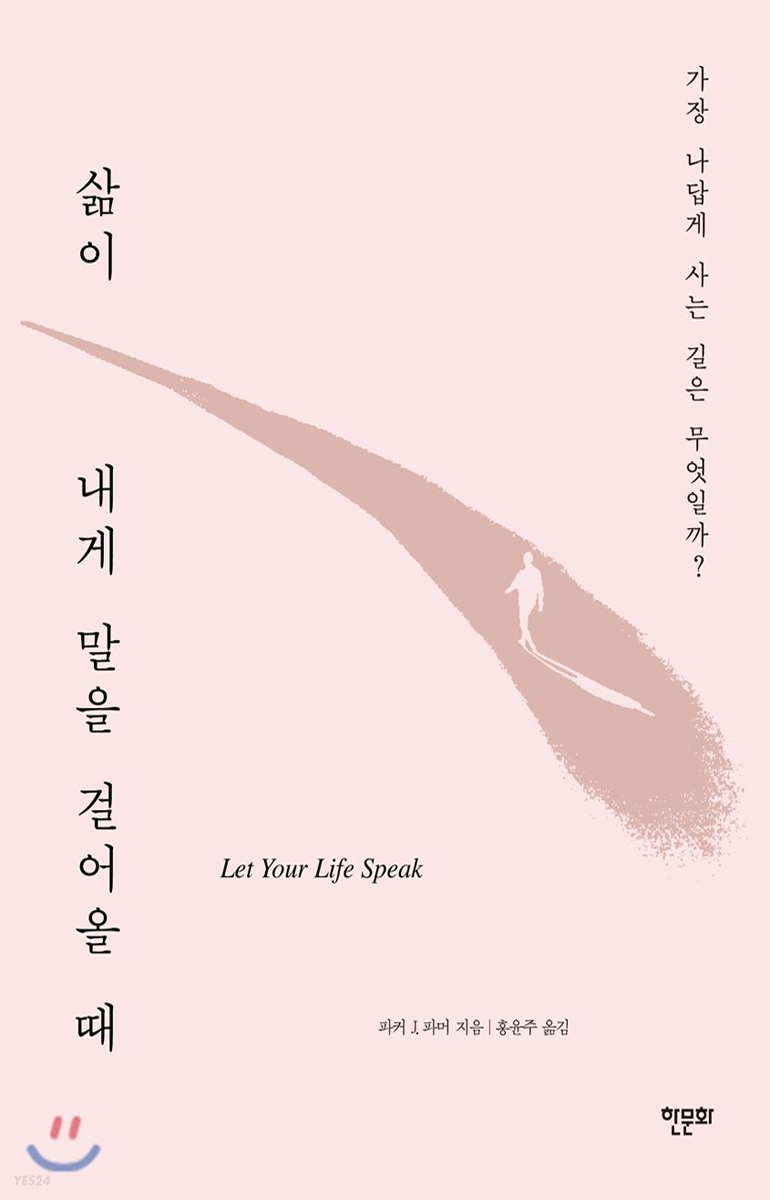 가장 나답게 사는 길은 무엇일까?
삶이 내게 말을 걸어올 때
Let Your Life Speak
파커 J. 파머 지음 | 홍윤주 옮김
한문화
YES24